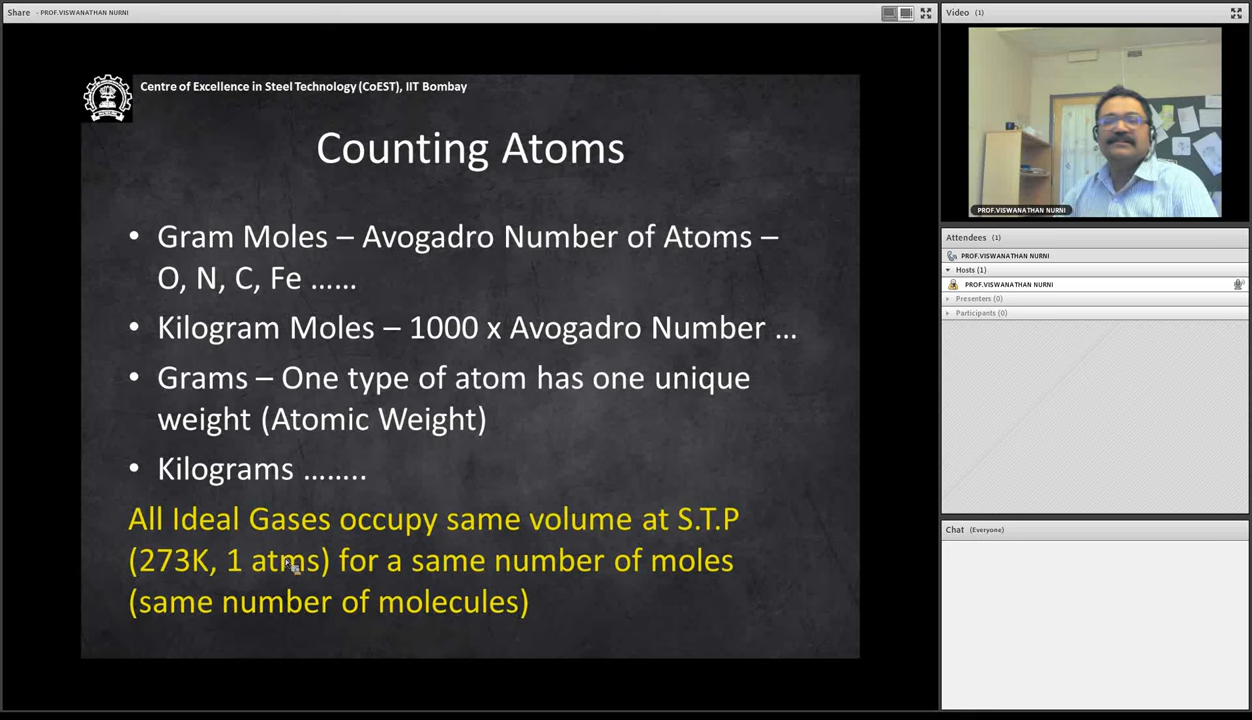 Share - PROF.VISWANATHAN NURNI
Centre of Excellence in Steel Technology (CoEST), IIT Bombay
Counting Atoms
• Gram Moles – Avogadro Number of Atoms –
O, N, C, Fe ......
• Kilogram Moles – 1000 x Avogadro Number ...
• Grams – One type of atom has one unique
weight (Atomic Weight)
• Kilograms ........
All Ideal Gases occupy same volume at S.T.P
(273K, 1 atms) for a same number of moles
(same number of molecules)
Video (1)
PROF.VISWANATHAN NURNI
Attendees (1)
PROF.VISWANATHAN NURNI
Hosts (1)
PROF.VISWANATHAN NURNI
Presenters (0)
Participants (0)
Chat (Everyone)